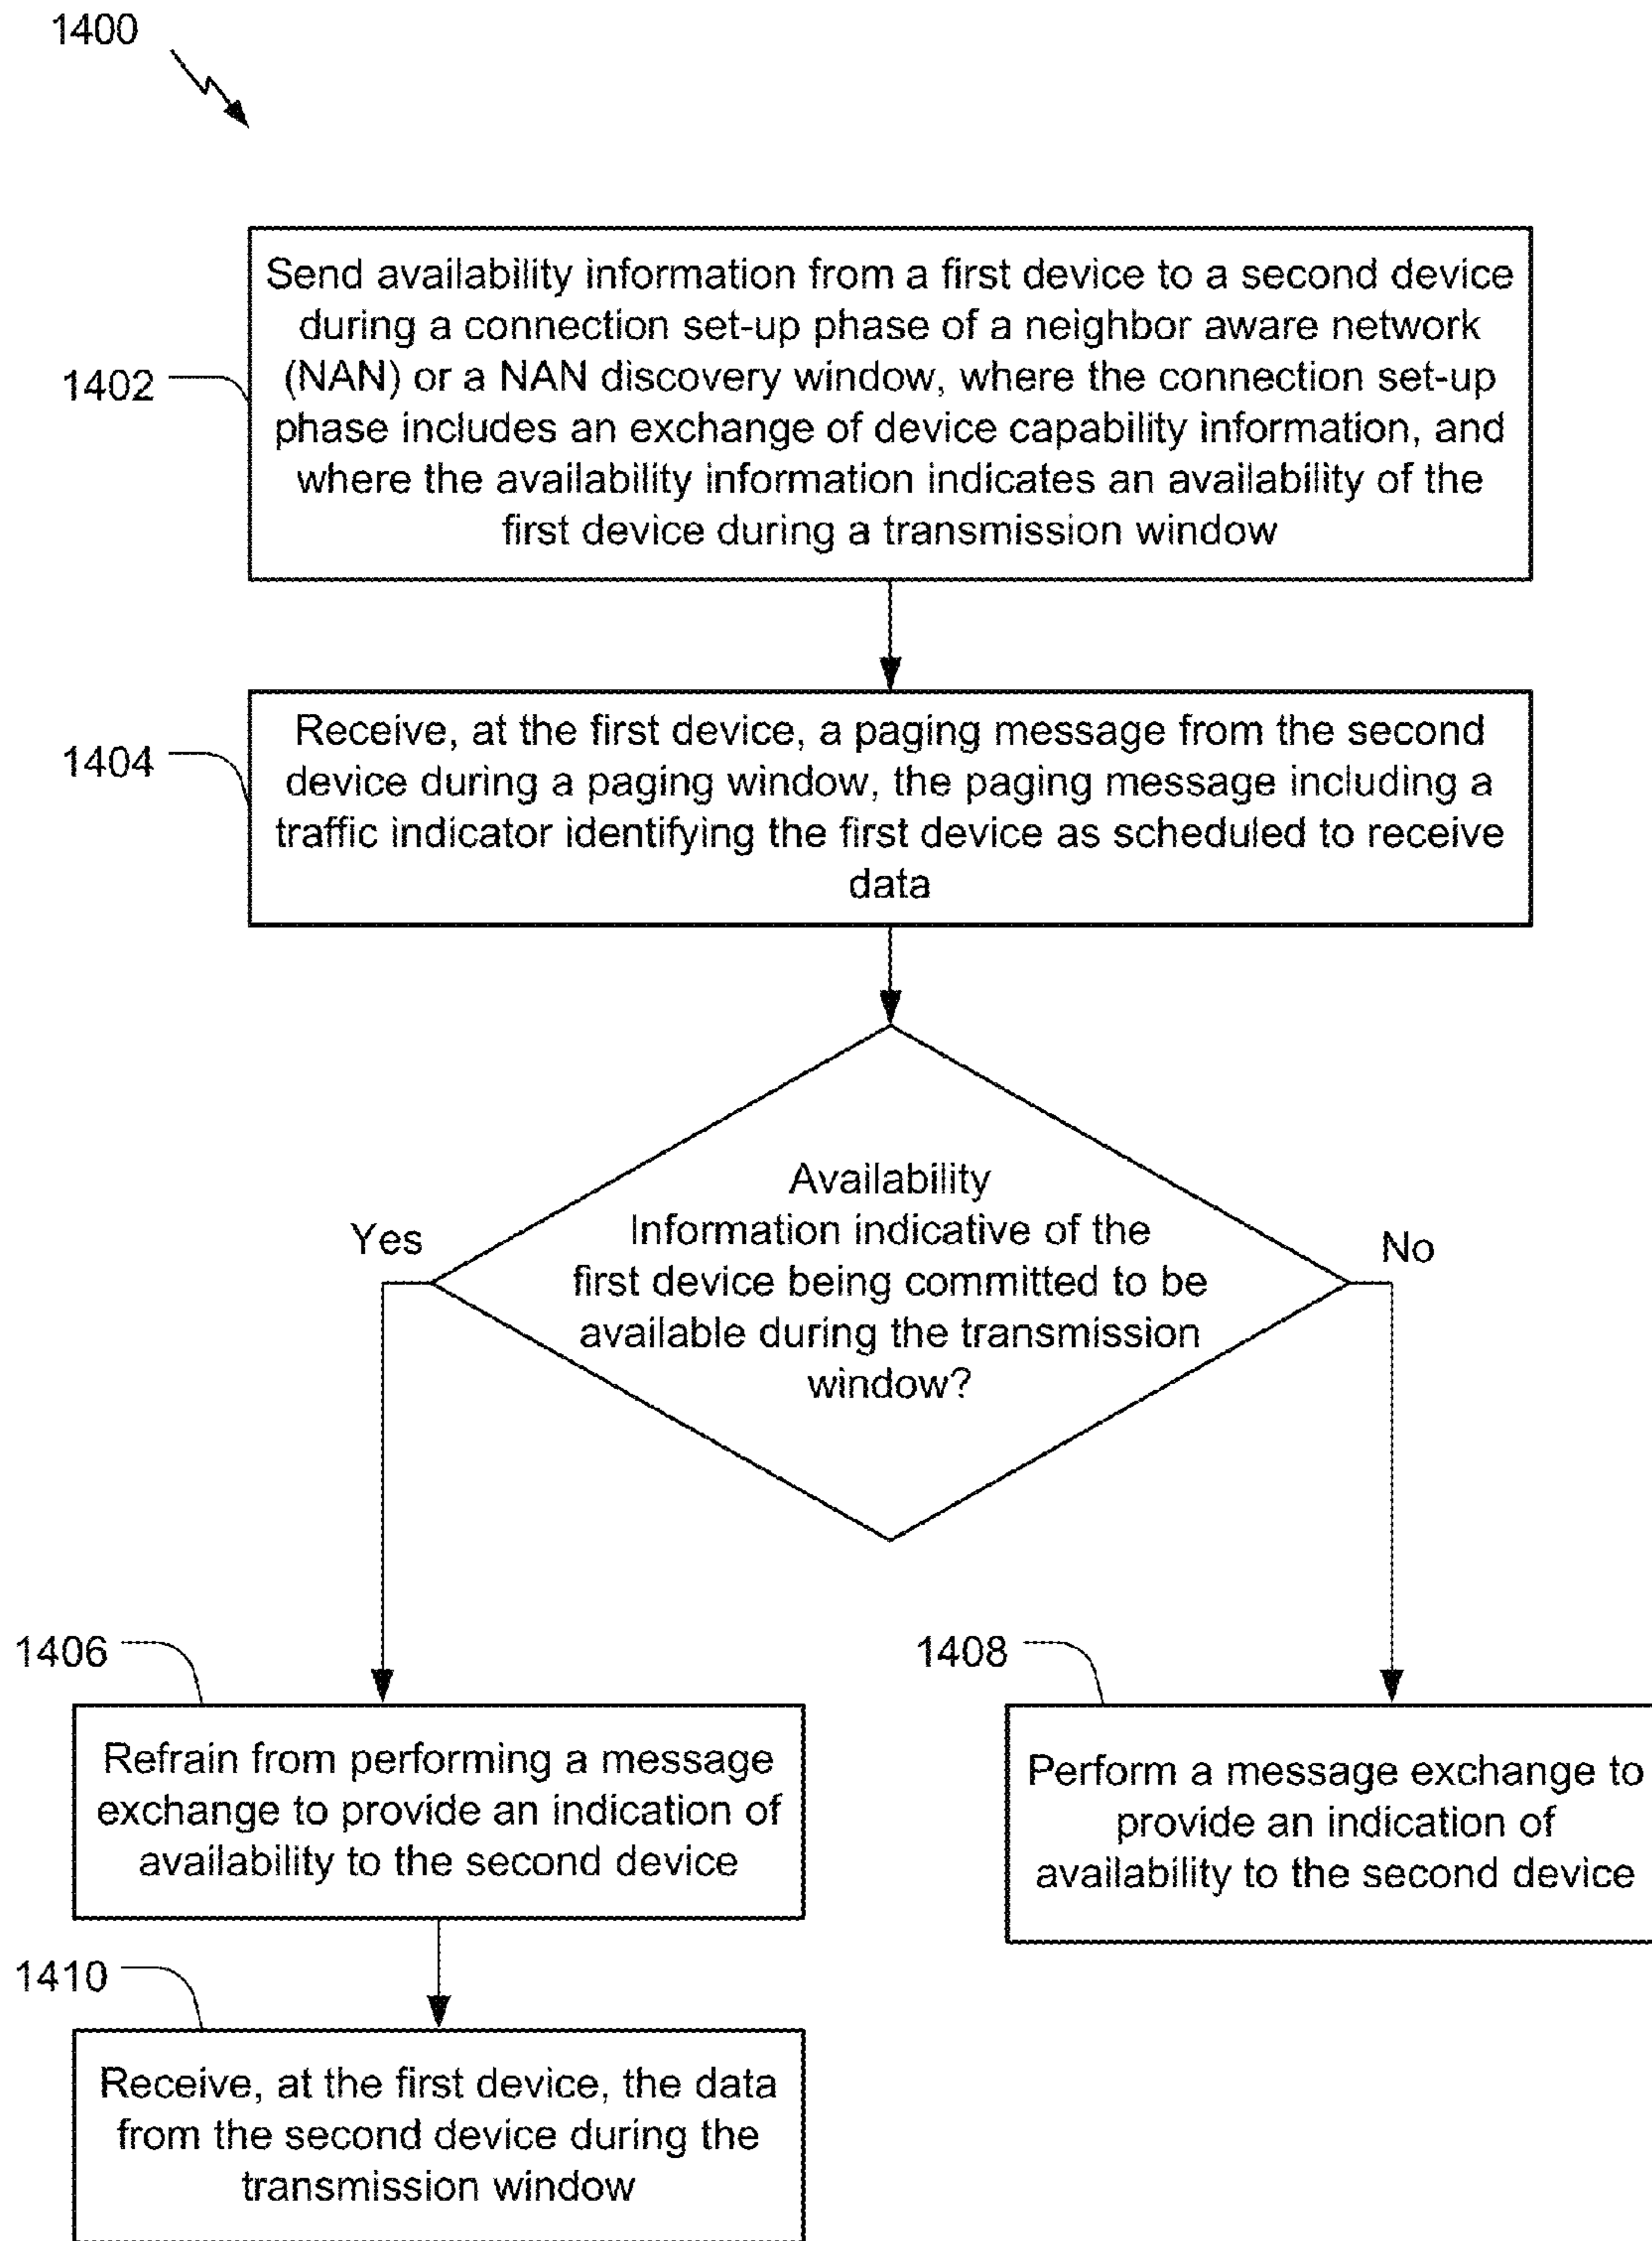 1400
1402
Send availability information from a first device to a second device
during a connection set-up phase of a neighbor aware network
(NAN) or a NAN discovery window, where the connection set-up
phase includes an exchange of device capability information, and
where the availability information indicates an availability of the
first device during a transmission window
1404
Receive, at the first device, a paging message from the second
device during a paging window, the paging message including a
traffic indicator identifying the first device as scheduled to receive
data
Availability
Information indicative of the
first device being committed to be
available during the transmission
window?
Yes
No
1406
Refrain from performing a message
exchange to provide an indication of
availability to the second device
1408
Perform a message exchange to
provide an indication of
availability to the second device
1410
Receive, at the first device, the data
from the second device during the
transmission window